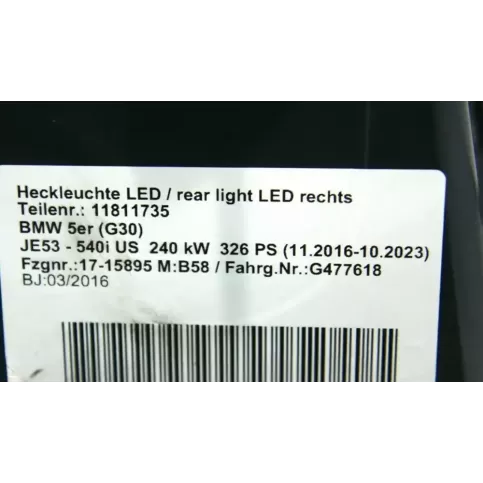 Heckleuchte LED / rear light LED rechts
Teilenr.: 11811735
BMW 5er (G30)
JE53 - 540i US 240 kW 326 PS (11.2016-10.2023)
Fzgnr.:17-15895 M:B58 / Fahrg.Nr.:G477618
BJ:03/2016